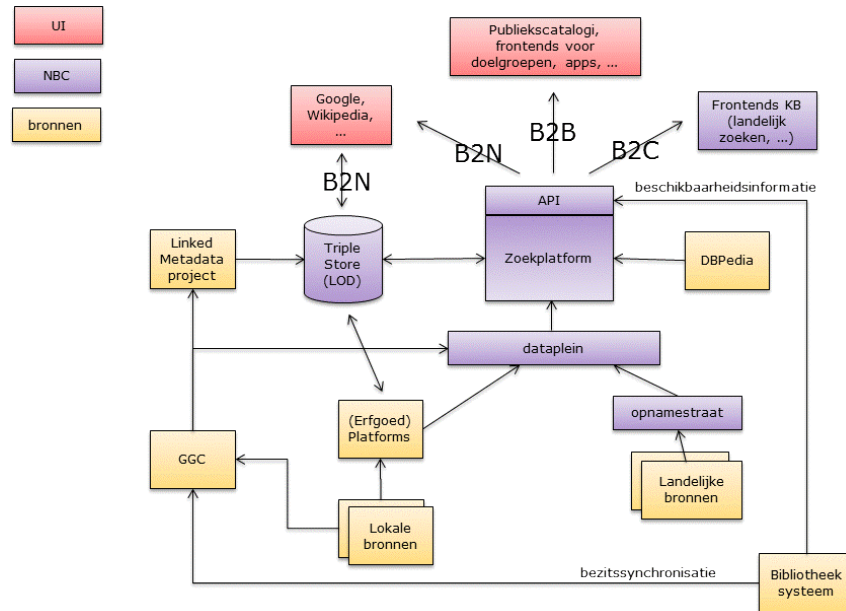 UI
NBC
bronnen
Publiekscatalogi,
frontends voor
doelgroepen, apps, ...
Google,
Wikipedia,
...
Frontends KB
(landelijk
zoeken, ...)
B2N
B2B
B2C
B2N
beschikbaarheidsinformatie
API
Linked
Metadata
project
Triple
Store
(LOD)
Zoekplatform
DBPedia
dataplein
(Erfgoed)
Platforms
opnamestraat
GGC
Landelijke
bronnen
Lokale
bronnen
bezitssynchronisatie
Bibliotheek
systeem